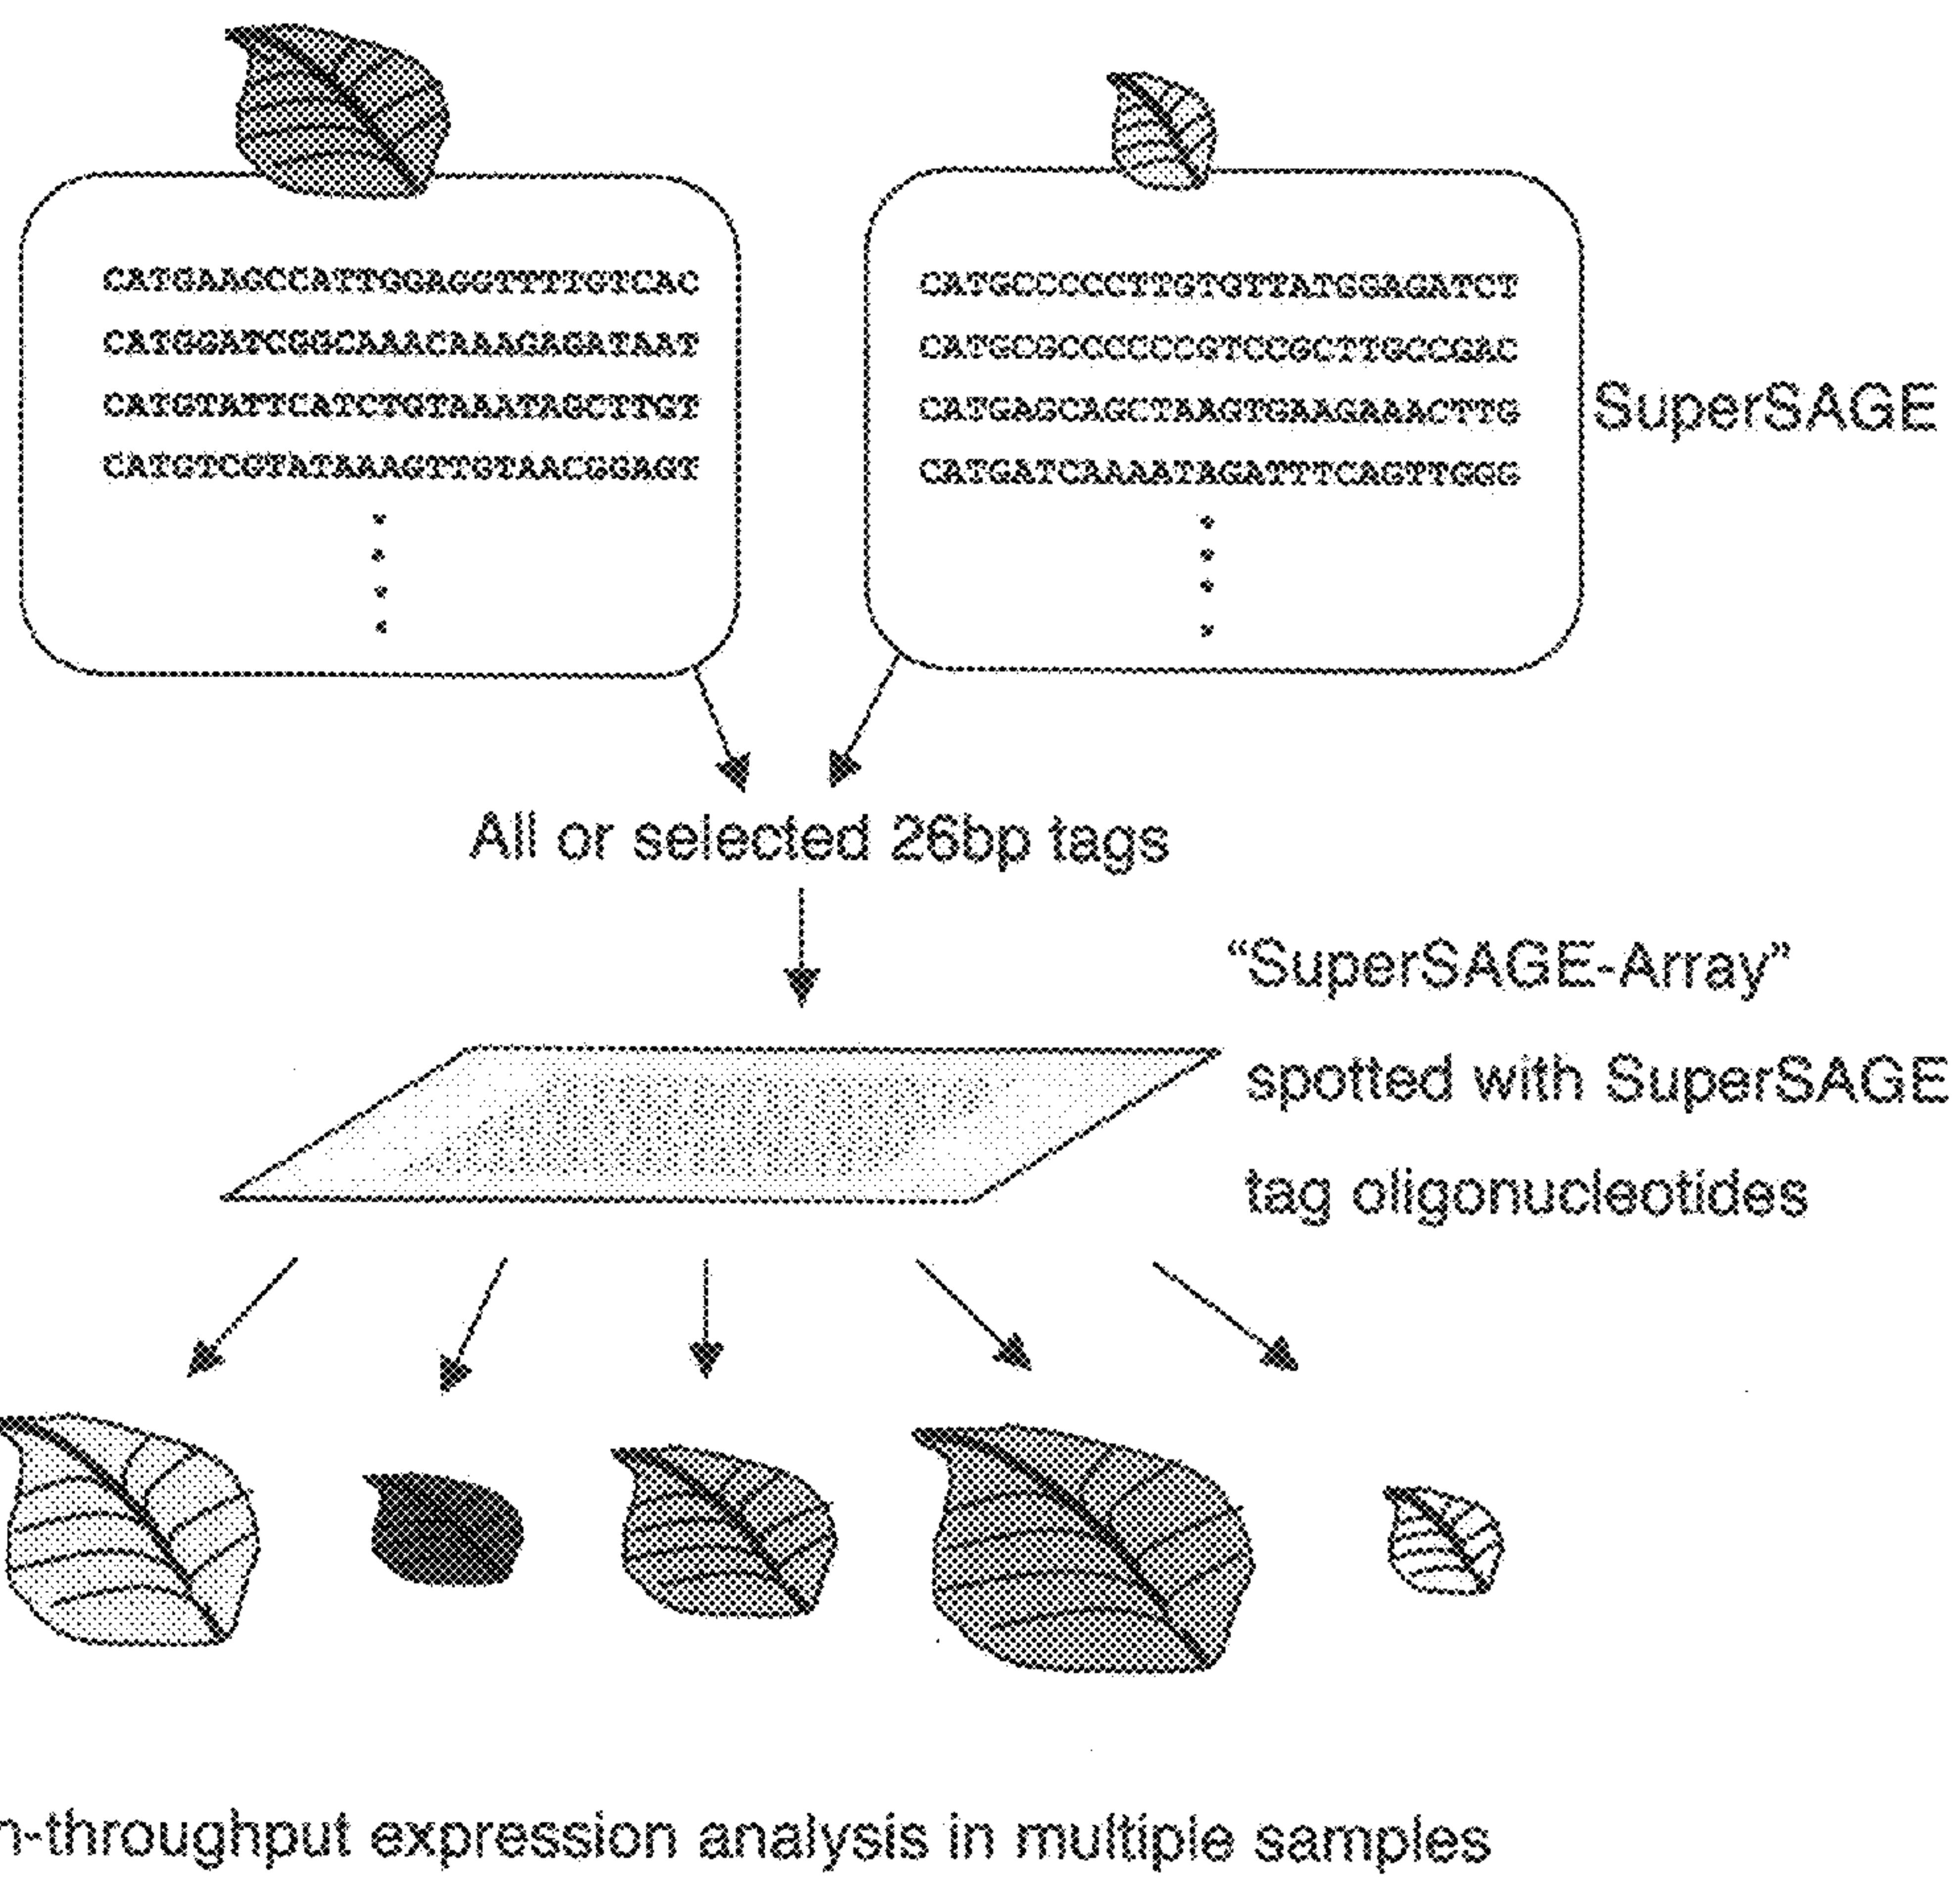 CATGAAGCCATTGGAGGTTTTGTCAC
CATGGATCGGCAAACAAAGAGATAAT
CATGTATTCATCTGTAAATAGCTTGT
CATGTCGTATAAAGTTGTAACGGAGT
CATGCCCCCTTGTGTTATGGAGATCT
CATGCGCCCCCCGTCCGCTTGCCGAC
CATGAGCAGCTAAGTGAAGAAACTTG
CATGATCAAAATAGATTTCAGTTGGG
SuperSAGE
All or selected 26bp tags
“SuperSAGE-Array”
spotted with SuperSAGE
tag oligonucleotides
n-throughput expression analysis in multiple samples